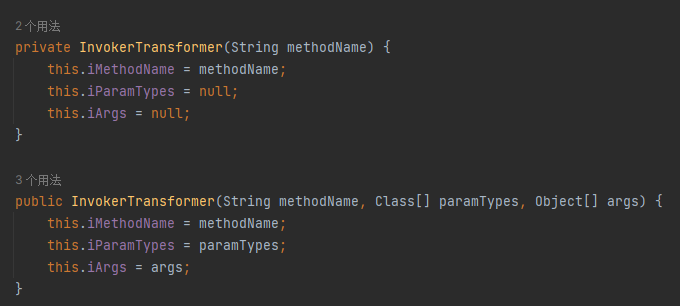 2 个用法
private InvokerTransformer(String methodName) {
    this.iMethodName = methodName;
    this.iParamTypes = null;
    this.iArgs = null;
}
3 个用法
public InvokerTransformer(String methodName, Class[] paramTypes, Object[] args) {
    this.iMethodName = methodName;
    this.iParamTypes = paramTypes;
    this.iArgs = args;
}